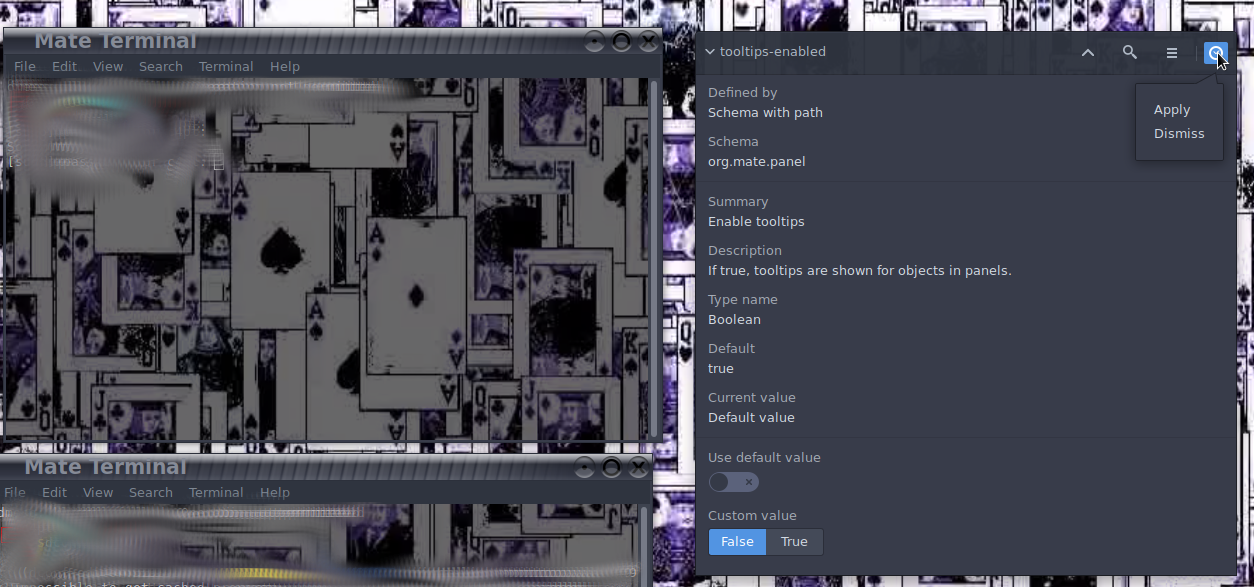 Mate Terminal
File Edit View Search Terminal Help
tooltips-enabled
Apply
Dismiss
Defined by
Schema with path
Schema
org.mate.panel
Summary
Enable tooltips
Description
If true, tooltips are shown for objects in panels.
Type name
Boolean
Default
true
Current value
Default value
Use default value
Custom value
False True
Mate Terminal
File Edit View Search Terminal Help